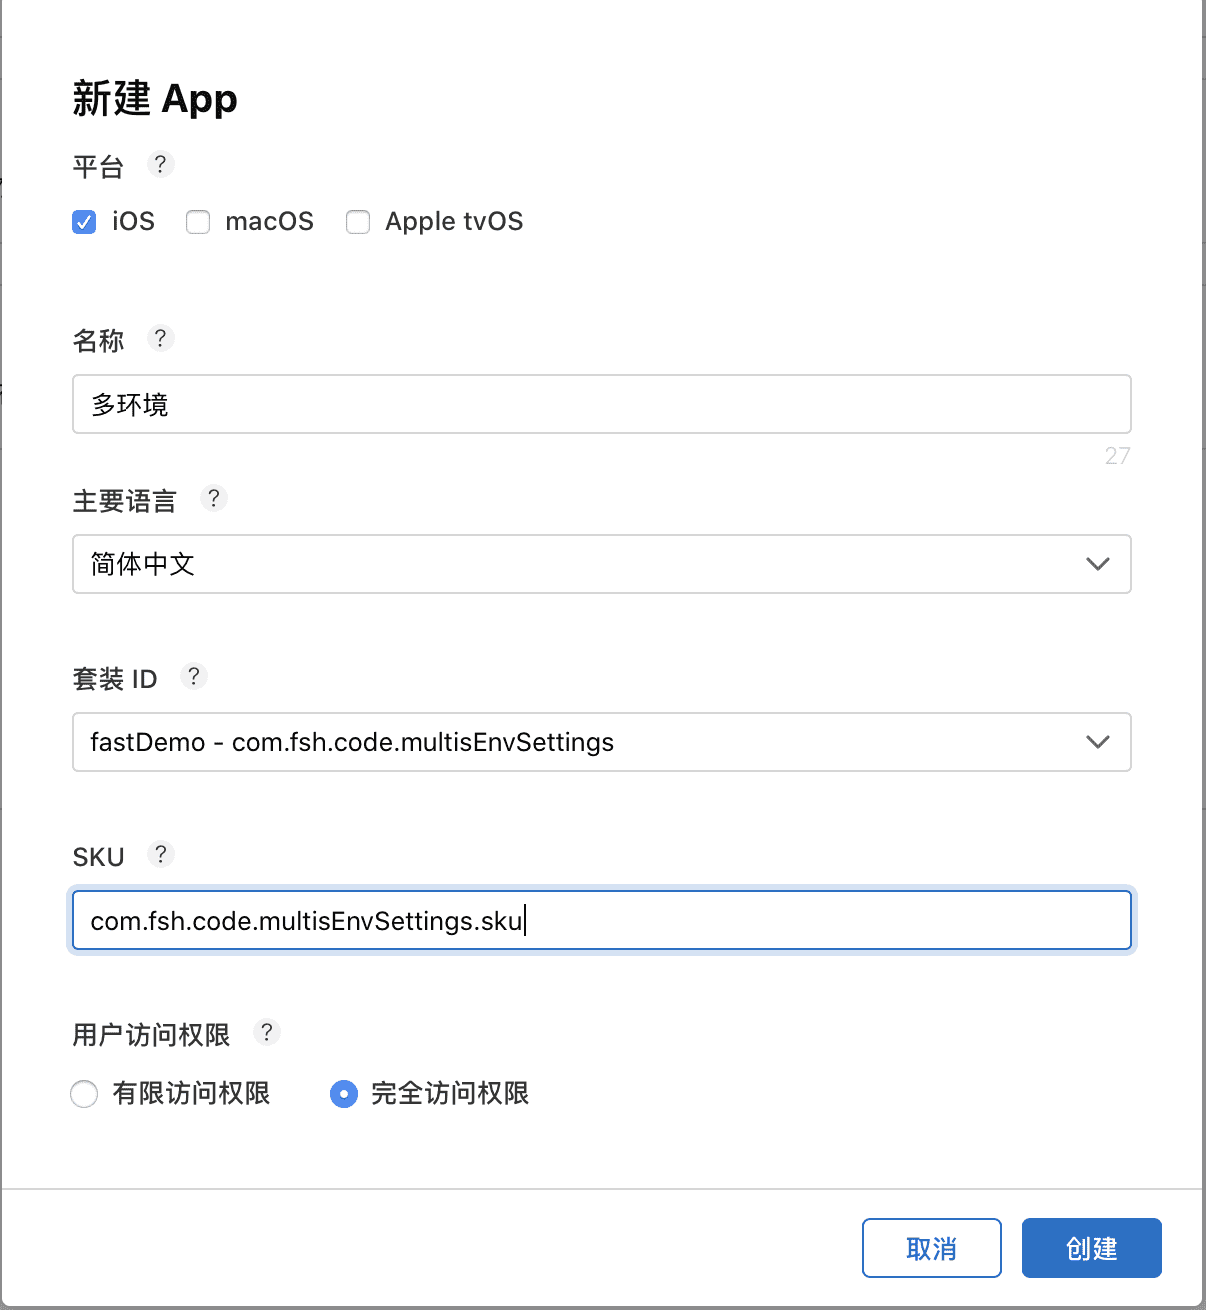 新建 App
平台 ?
iOS macOS Apple tvOS
名称 ?
多环境
27
主要语言 ?
简体中文
套装 ID ?
fastDemo - com.fsh.code.multisEnvSettings
SKU ?
com.fsh.code.multisEnvSettings.sku
用户访问权限 ?
有限访问权限 完全访问权限
取消 创建